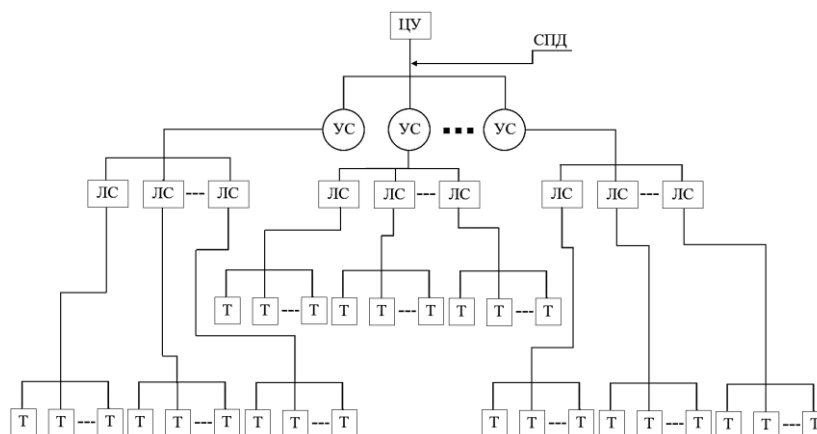 ЦУ
СПД
УС УС УС
ЛС ЛС ЛС ЛС ЛС ЛС ЛС ЛС ЛС
Т Т Т Т Т Т Т Т Т
Т Т Т Т Т Т Т Т Т Т Т Т Т Т Т Т Т Т